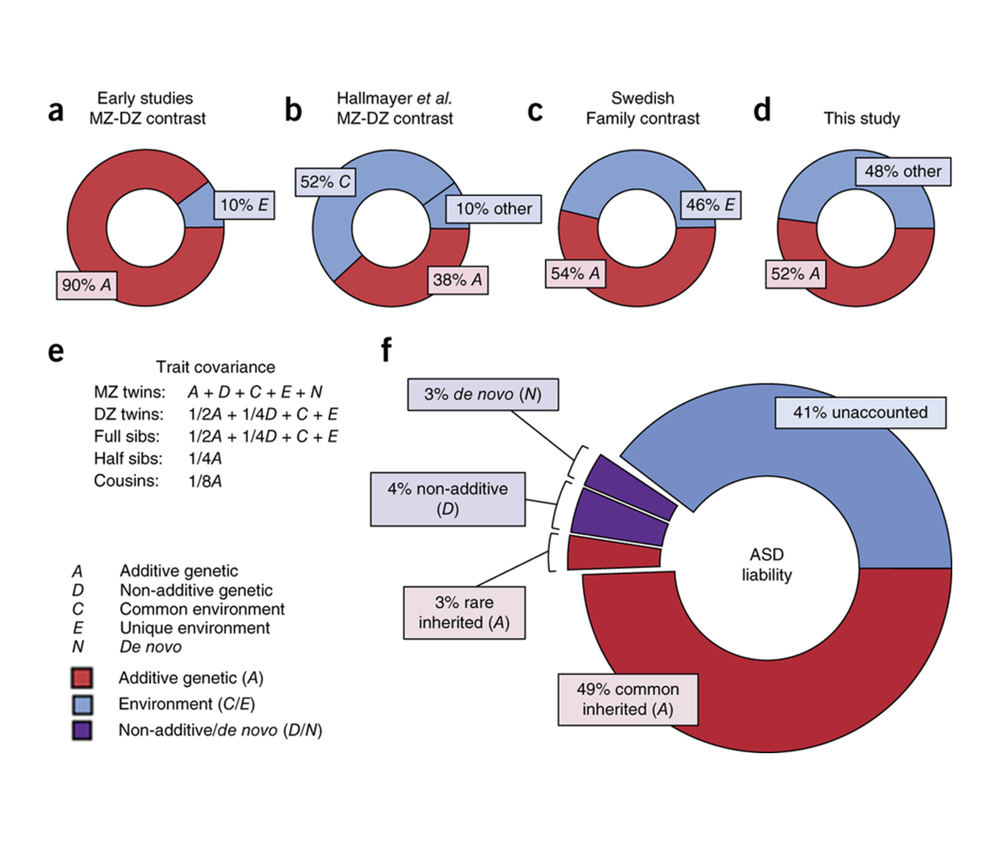 a
Early studies
MZ-DZ contrast
90% A
10% E
b
Hallmayer et al.
MZ-DZ contrast
52% C
10% other
38% A
c
Swedish
Family contrast
46% E
54% A
d
This study
48% other
52% A
e
Trait covariance
MZ twins: A + D + C + E + N
DZ twins: 1/2A + 1/4D + C + E
Full sibs: 1/2A + 1/4D + C + E
Half sibs: 1/4A
Cousins: 1/8A
A Additive genetic
D Non-additive genetic
C Common environment
E Unique environment
N De novo
Additive genetic (A)
Environment (C/E)
Non-additive/de novo (D/N)
f
3% de novo (N)
41% unaccounted
4% non-additive
(D)
ASD
liability
3% rare
inherited (A)
49% common
inherited (A)